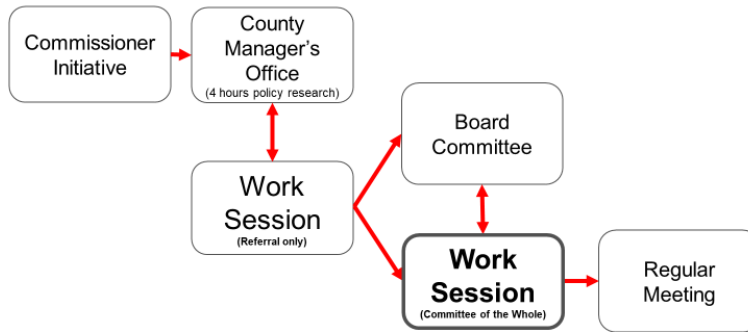 Commissioner
Initiative
County
Manager's
Office
(4 hours policy research)
Work
Session
(Referral only)
Board
Committee
Work
Session
(Committee of the Whole)
Regular
Meeting